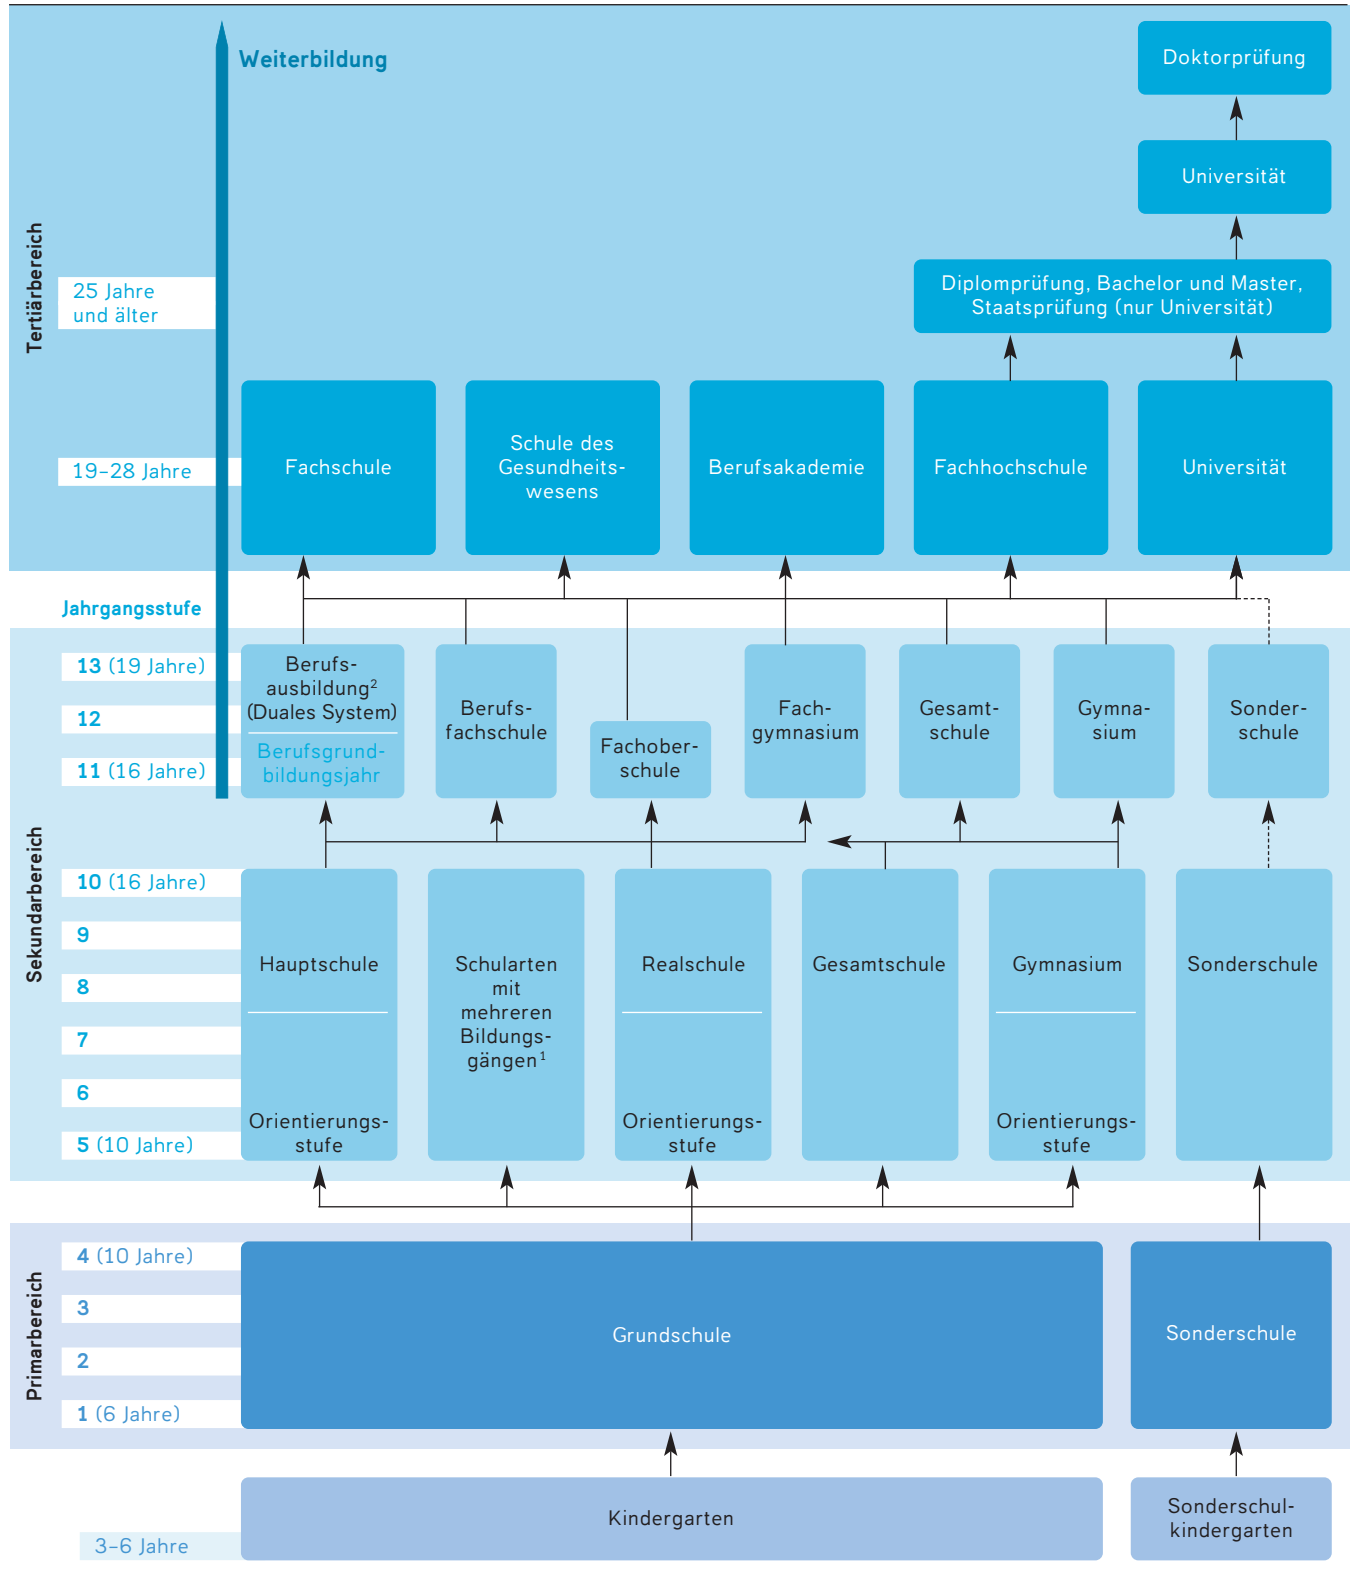 Weiterbildung
Doktorprüfung
Universität
Tertiärbereich
25 Jahre
und älter
Diplomprüfung, Bachelor und Master,
Staatsprüfung (nur Universität)
19–28 Jahre
Fachschule
Schule des
Gesundheits-
wesens
Berufsakademie
Fachhochschule
Universität
Jahrgangsstufe
Sekundarbereich
13 (19 Jahre)
12
11 (16 Jahre)
Berufs-
ausbildung²
(Duales System)
Berufsgrund-
bildungsjahr
Berufs-
fachschule
Fachober-
schule
Fach-
gymnasium
Gesamt-
schule
Gymna-
sium
Sonder-
schule
10 (16 Jahre)
9
8
7
6
5 (10 Jahre)
Hauptschule
Orientierungs-
stufe
Schularten
mit
mehreren
Bildungs-
gängen¹
Realschule
Orientierungs-
stufe
Gesamtschule
Gymnasium
Orientierungs-
stufe
Sonderschule
Primarbereich
4 (10 Jahre)
3
2
1 (6 Jahre)
Grundschule
Sonderschule
3–6 Jahre
Kindergarten
Sonderschul-
kindergarten